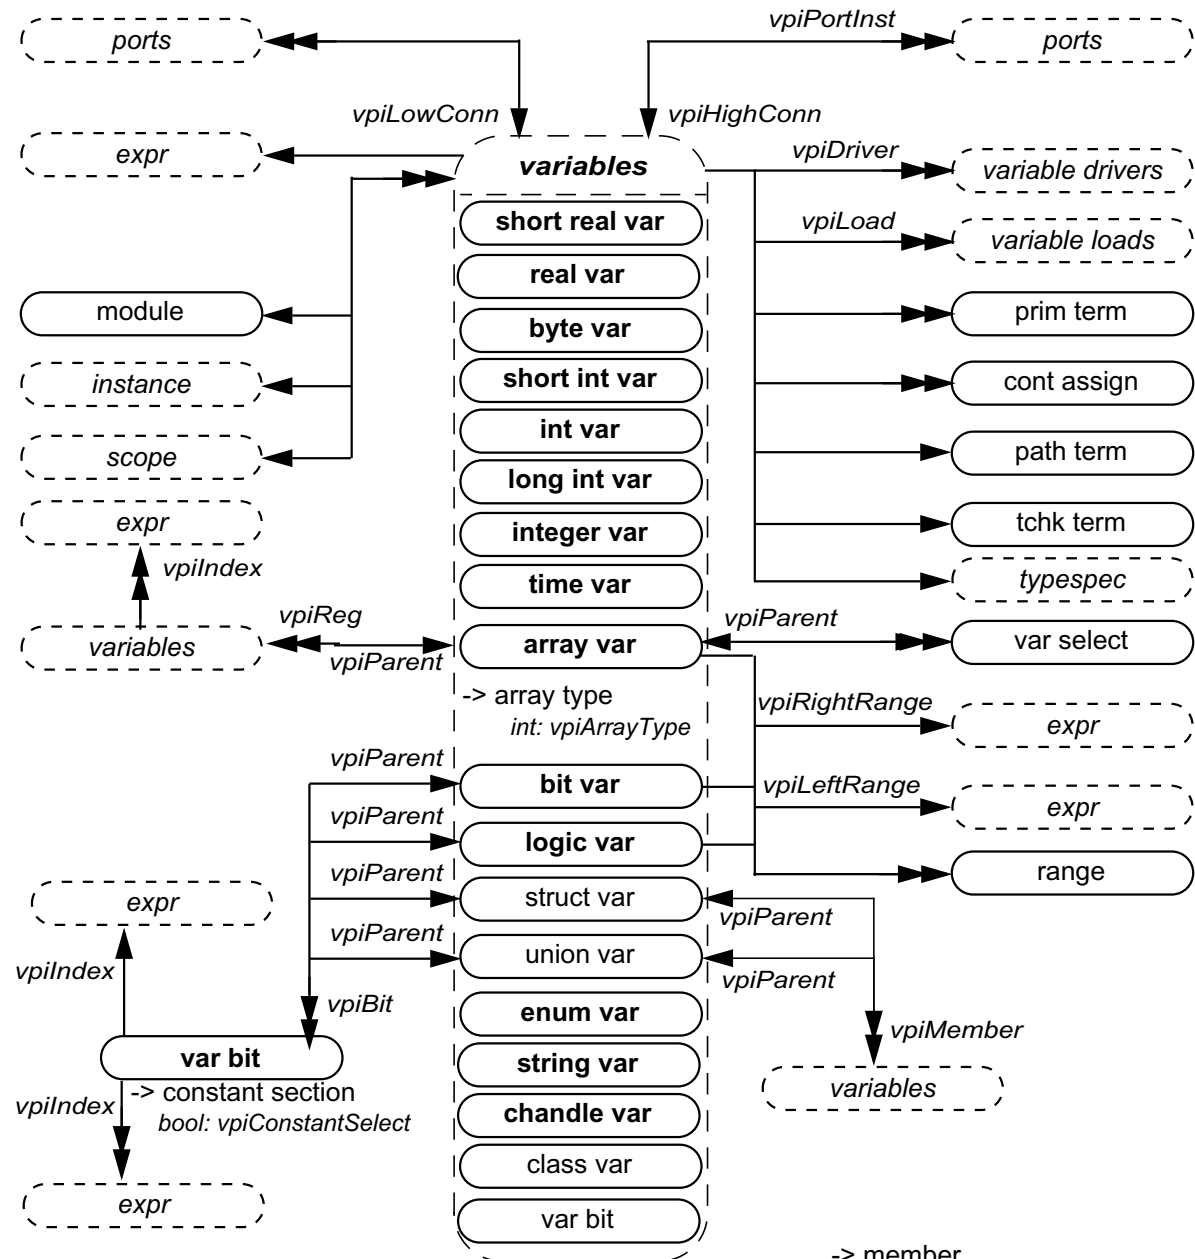 vpiPortInst
ports
ports
vpiLowConn
vpiHighConn
expr
variables
vpiDriver
variable drivers
short real var
vpiLoad
variable loads
real var
module
byte var
prim term
instance
short int var
cont assign
scope
int var
path term
expr
long int var
vpiIndex
integer var
tchk term
time var
typespec
vpiReg
vpiParent
variables
vpiParent
array var
var select
-> array type
int: vpiArrayType
vpiRightRange
expr
vpiParent
bit var
vpiLeftRange
expr
vpiParent
logic var
range
vpiParent
struct var
expr
vpiParent
vpiParent
union var
vpiIndex
vpiParent
vpiBit
enum var
vpiMember
var bit
string var
variables
-> constant section
bool: vpiConstantSelect
vpiIndex
chandle var
class var
expr
var bit
-> member